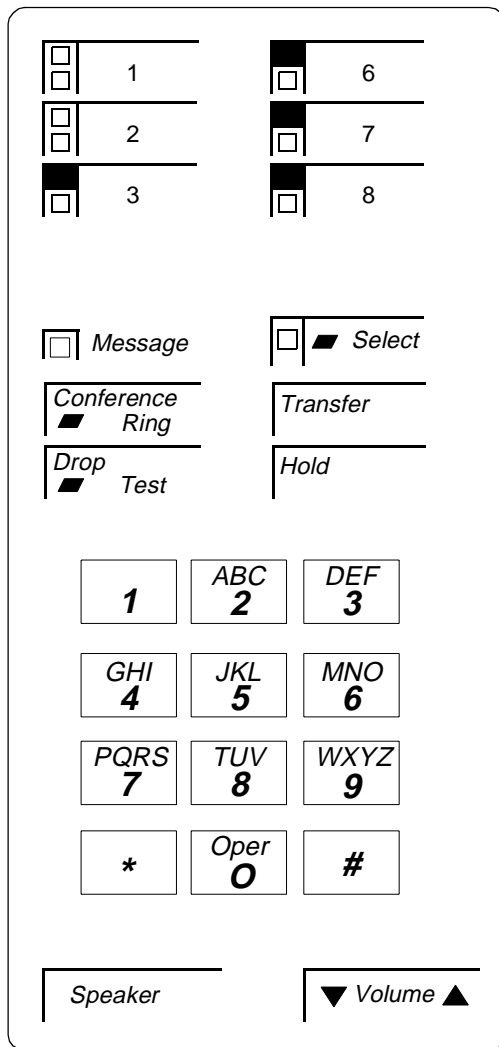 1 6
2 7
3 8
Message Select
Conference Transfer
Ring
Drop Hold
Test
ABC DEF
1 2 3
GHI JKL MNO
4 5 6
PQRS TUV WXYZ
7 8 9
Oper
* O #
Speaker Volume